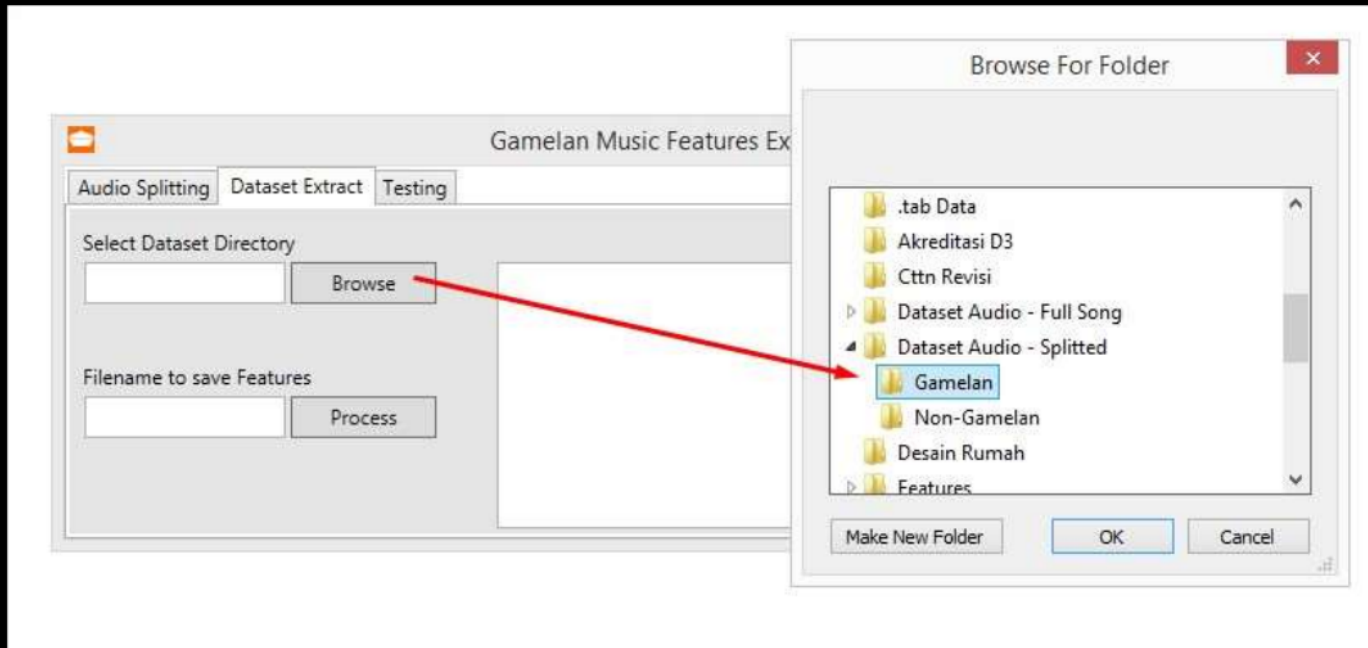 Browse For Folder
Gamelan Music Features Ex
Audio Splitting Dataset Extract Testing
Select Dataset Directory
Browse
Filename to save Features
Process
.tab Data
Akreditasi D3
Cttn Revisi
Dataset Audio - Full Song
Dataset Audio - Splitted
Gamelan
Non-Gamelan
Desain Rumah
Features
Make New Folder OK Cancel